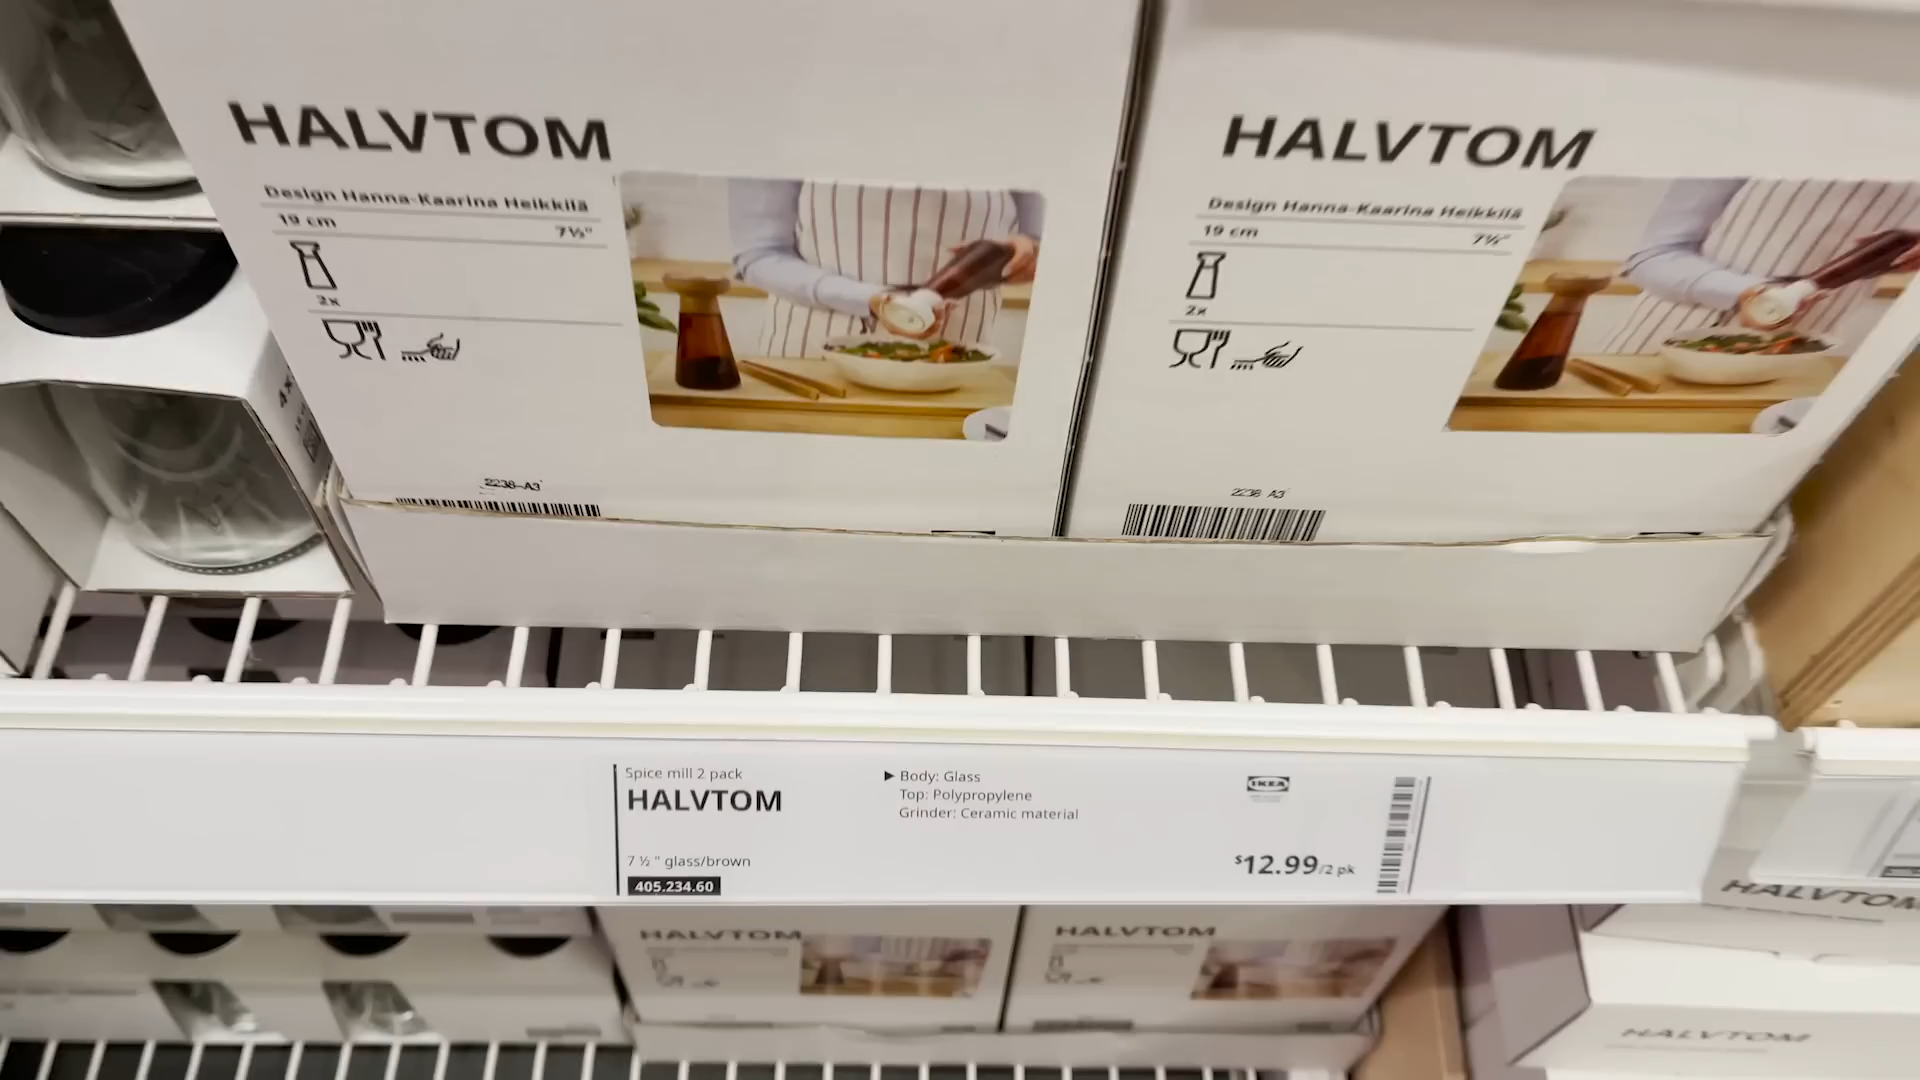 HALVTOM
Design Hanna-Kaarina Heikkilä
19 cm
7½"
2x
2238-A3
HALVTOM
Design Hanna-Kaarina Heikkilä
19 cm
7½"
2x
2238 A3
Spice mill 2 pack
HALVTOM
7 ½ " glass/brown
405.234.60
▶ Body: Glass
Top: Polypropylene
Grinder: Ceramic material
IKEA
$12.99/2 pk
HALVTOM
HALVTOM
HALVTOM
HALVTOM